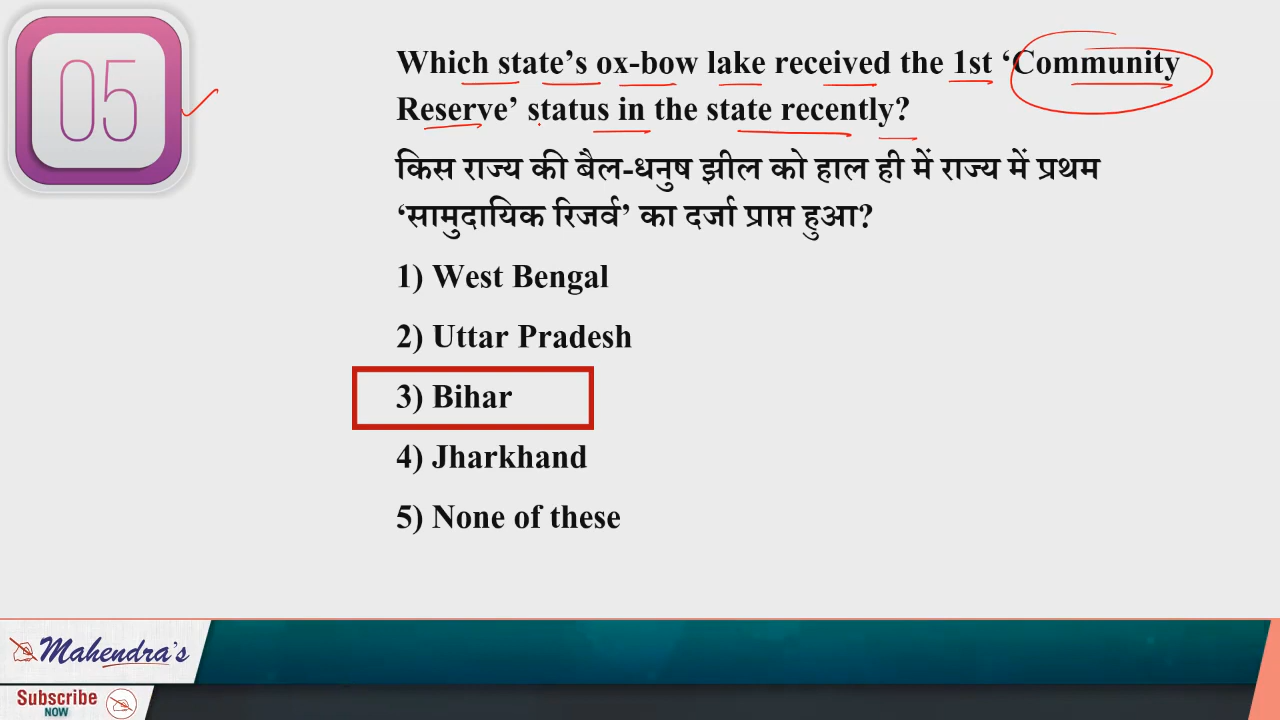 05
Which state’s ox-bow lake received the 1st ‘Community
Reserve’ status in the state recently?
किस राज्य की बैल-धनुष झील को हाल ही में राज्य में प्रथम
‘सामुदायिक रिजर्व’ का दर्जा प्राप्त हुआ?
1) West Bengal
2) Uttar Pradesh
3) Bihar
4) Jharkhand
5) None of these
Mahendra’s
Subscribe
NOW